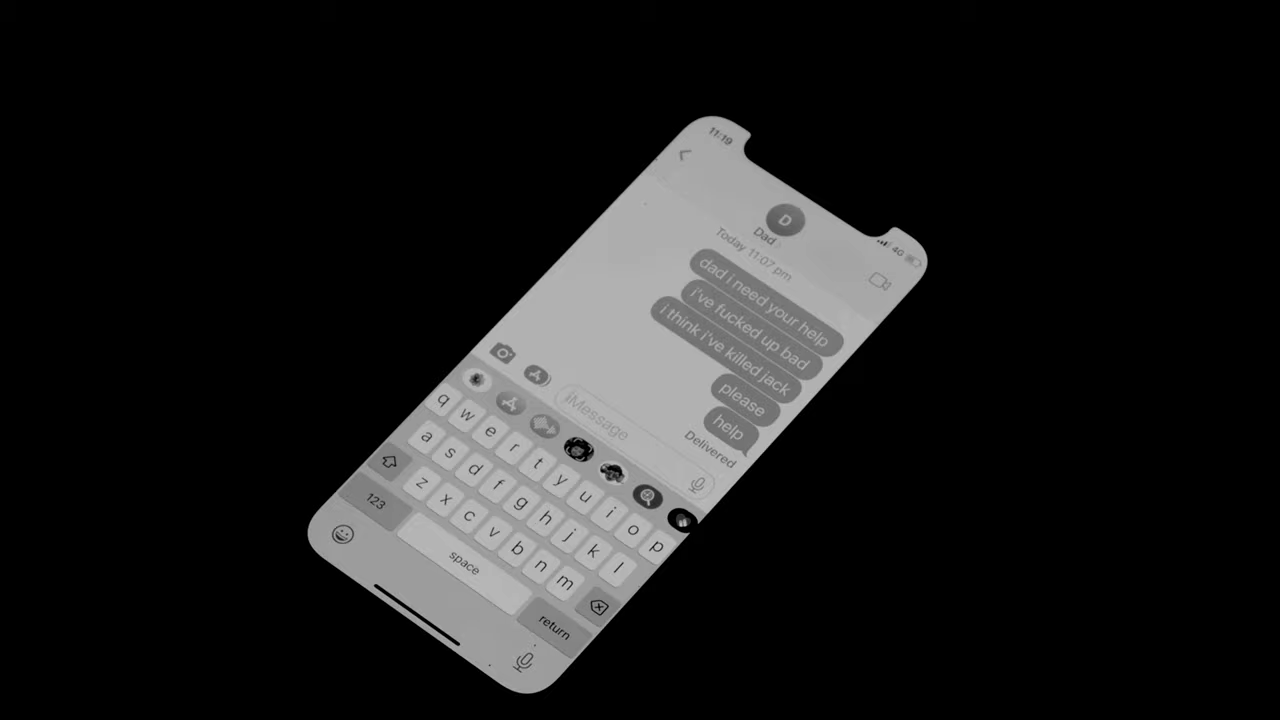 11:19
4G
D
Dad
Today 11:07 pm
dad i need your help
i've fucked up bad
i think i've killed jack
please
help
Delivered
iMessage
q w e r t y u i o p
a s d f g h j k l
z x c v b n m
123
space
return